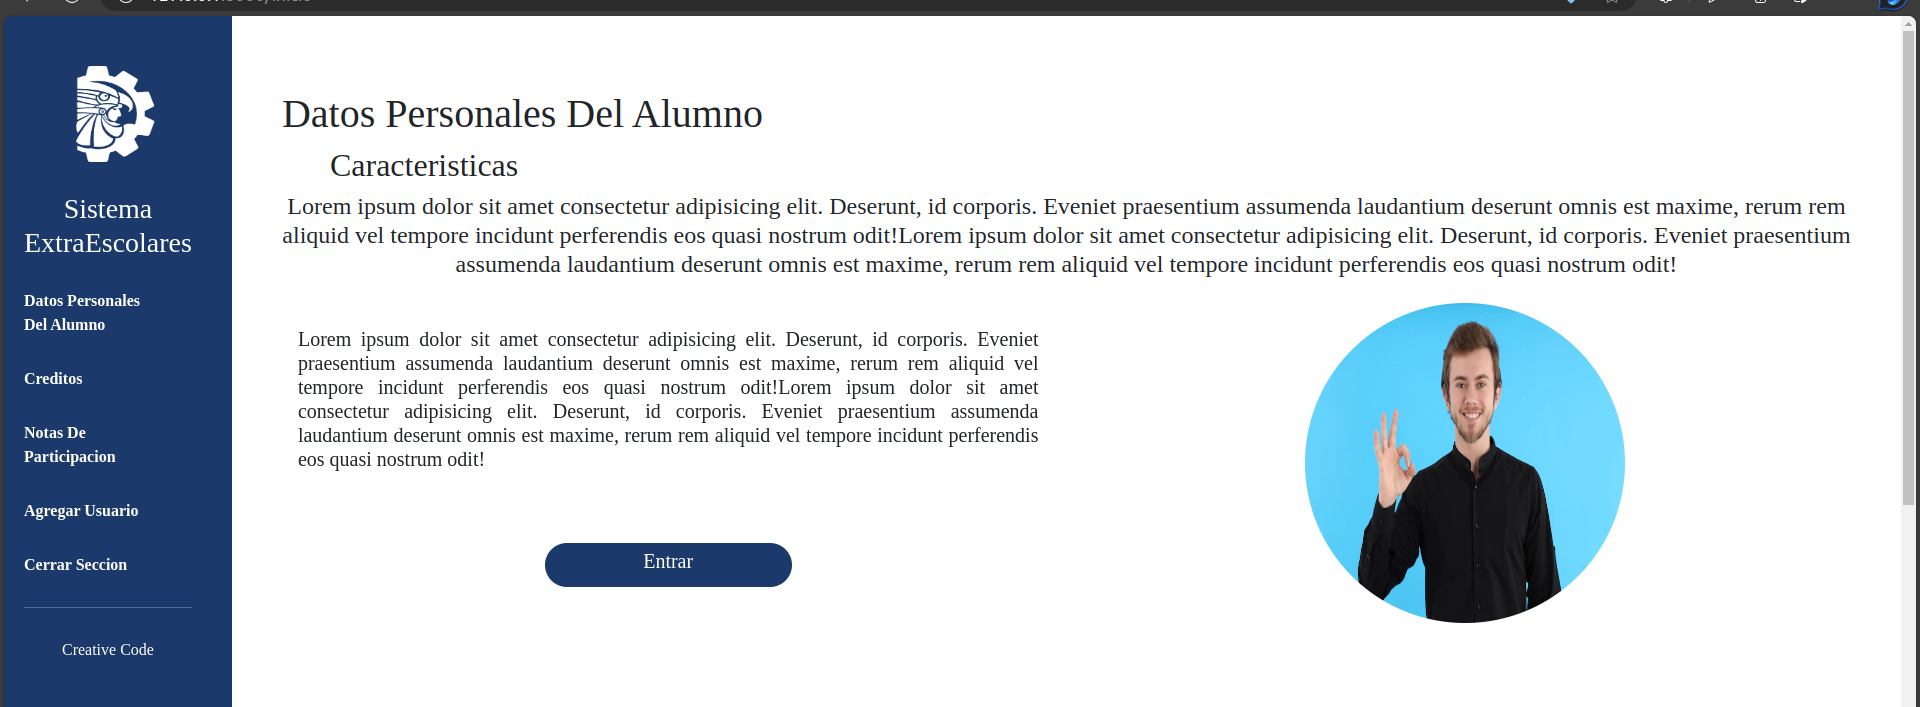 Sistema
ExtraEscolares
Datos Personales
Del Alumno
Creditos
Notas De
Participacion
Agregar Usuario
Cerrar Seccion
Creative Code
Datos Personales Del Alumno
Caracteristicas
Lorem ipsum dolor sit amet consectetur adipisicing elit. Deserunt, id corporis. Eveniet praesentium assumenda laudantium deserunt omnis est maxime, rerum rem
aliquid vel tempore incidunt perferendis eos quasi nostrum odit!Lorem ipsum dolor sit amet consectetur adipisicing elit. Deserunt, id corporis. Eveniet praesentium
assumenda laudantium deserunt omnis est maxime, rerum rem aliquid vel tempore incidunt perferendis eos quasi nostrum odit!
Lorem ipsum dolor sit amet consectetur adipisicing elit. Deserunt, id corporis. Eveniet
praesentium assumenda laudantium deserunt omnis est maxime, rerum rem aliquid vel
tempore incidunt perferendis eos quasi nostrum odit!Lorem ipsum dolor sit amet
consectetur adipisicing elit. Deserunt, id corporis. Eveniet praesentium assumenda
laudantium deserunt omnis est maxime, rerum rem aliquid vel tempore incidunt perferendis
eos quasi nostrum odit!
Entrar